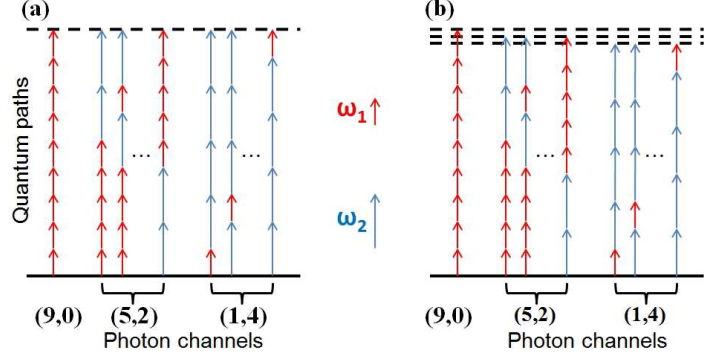 (a)
Quantum paths
...
...
(9,0)
(5,2)
(1,4)
Photon channels
ω1
ω2
(b)
...
...
(9,0)
(5,2)
(1,4)
Photon channels